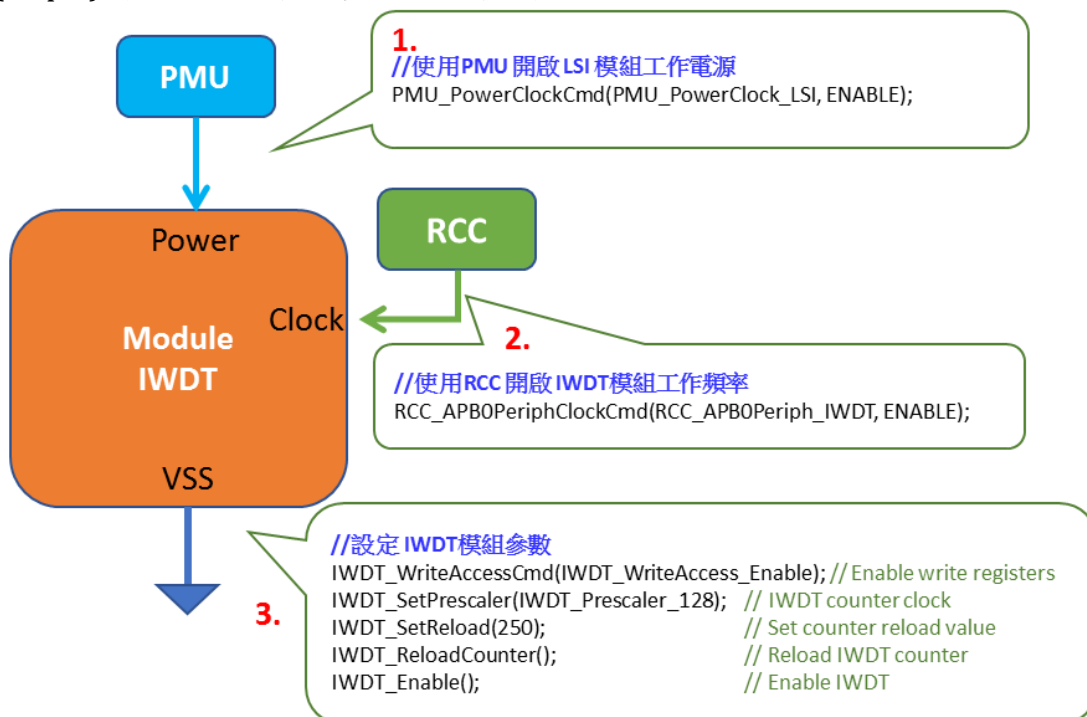 PMU
1.
//使用PMU 開啟 LSI 模組工作電源
PMU_PowerClockCmd(PMU_PowerClock_LSI, ENABLE);
Power
RCC
Clock
Module
IWDT
2.
//使用RCC 開啟 IWDT模組工作頻率
RCC_APB0PeriphClockCmd(RCC_APB0Periph_IWDT, ENABLE);
VSS
3.
//設定 IWDT模組參數
IWDT_WriteAccessCmd(IWDT_WriteAccess_Enable); // Enable write registers
IWDT_SetPrescaler(IWDT_Prescaler_128); // IWDT counter clock
IWDT_SetReload(250); // Set counter reload value
IWDT_ReloadCounter(); // Reload IWDT counter
IWDT_Enable(); // Enable IWDT